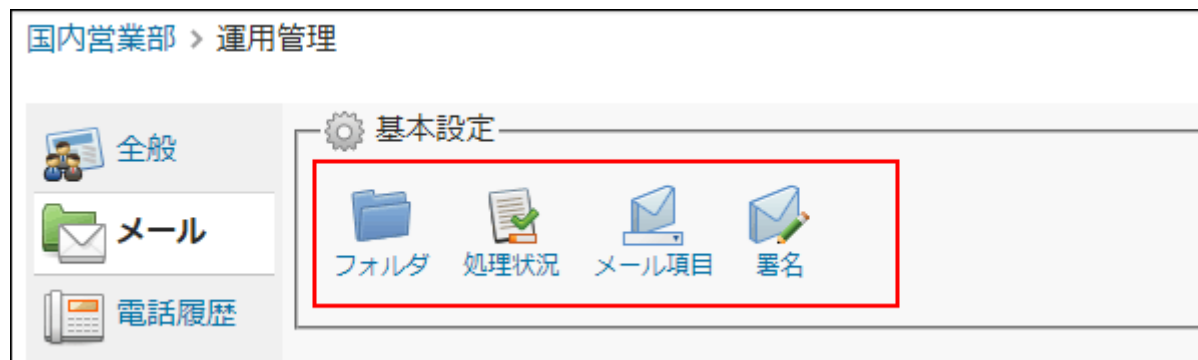 国内営業部 > 運用管理
全般
メール
電話履歴
基本設定
フォルダ 処理状況 メール項目 署名